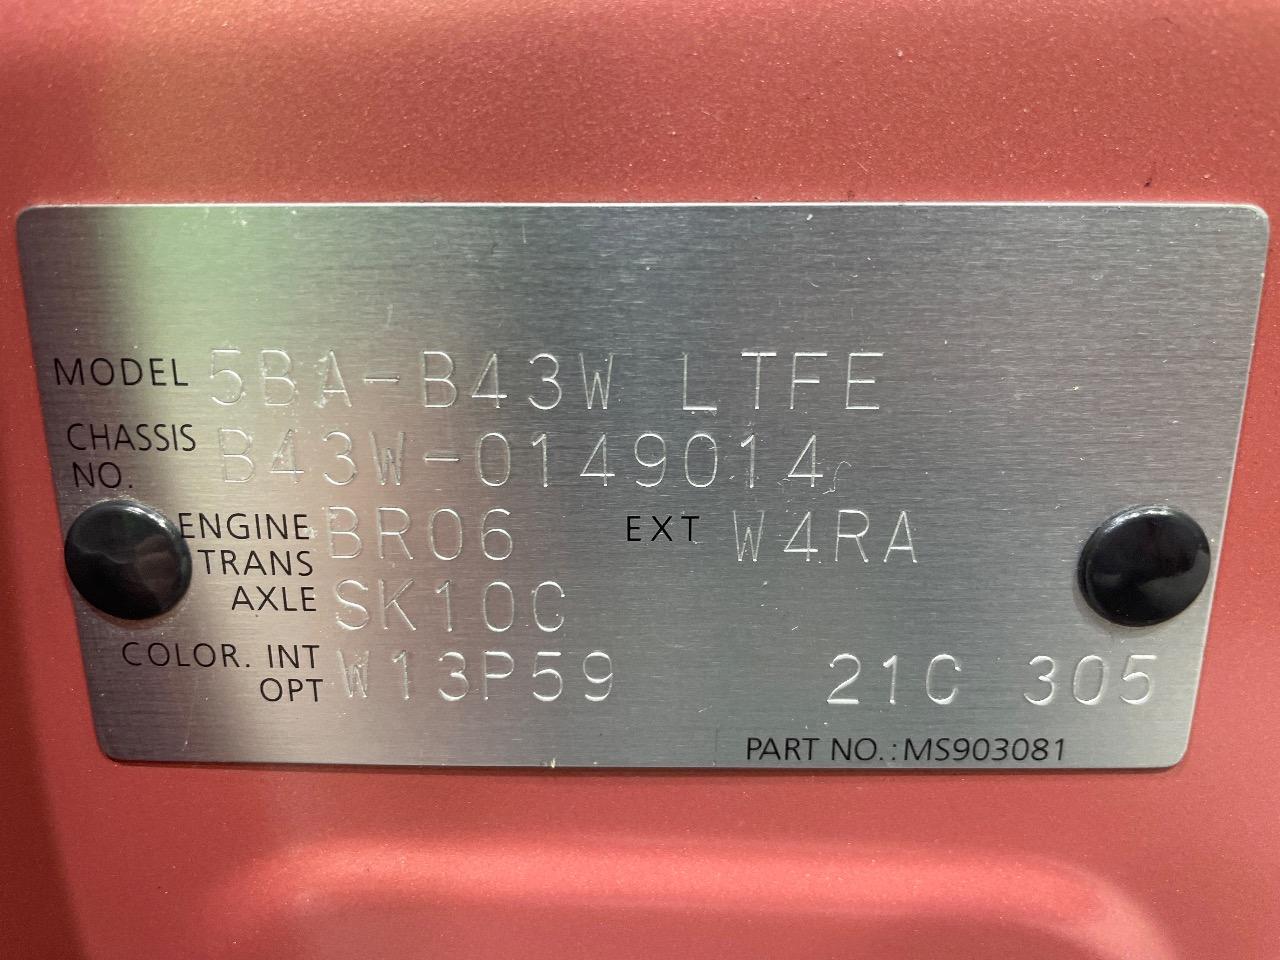 MODEL 5BA-B43W LTFE
CHASSIS NO. B43W-0149014
ENGINE BR06 EXT W4RA
TRANS AXLE SK10C
COLOR. INT OPT W13P59 21C 305
PART NO.:MS903081